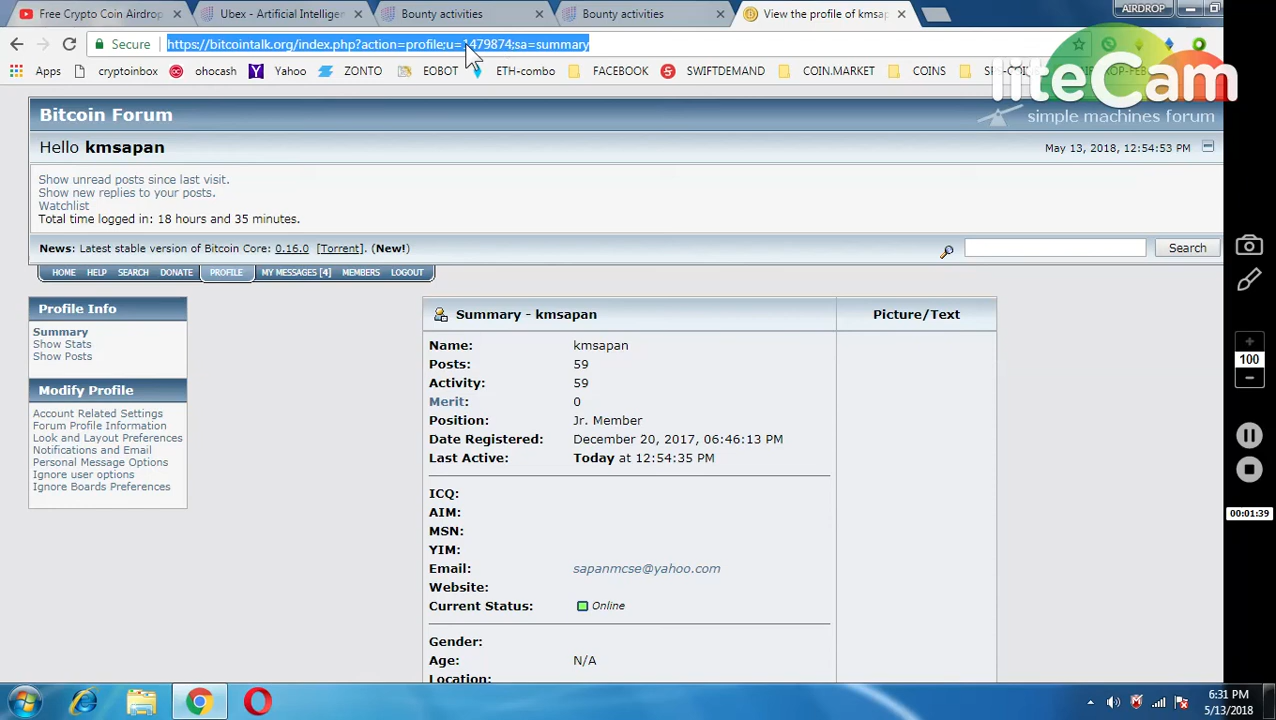 Free Crypto Coin Airdrop
Ubex - Artificial Intelligen
Bounty activities
Bounty activities
View the profile of kmsap
AIRDROP
Secure
https://bitcointalk.org/index.php?action=profile;u=1479874;sa=summary
Apps
cryptoinbox
ohocash
Yahoo
ZONTO
ETH-combo
FACEBOOK
SWIFTDEMAND
COIN.MARKET
COINS
liteCam
Bitcoin Forum
simple machines forum
Hello kmsapan
May 13, 2018, 12:54:53 PM
Show unread posts since last visit.
Show new replies to your posts.
Watchlist
Total time logged in: 18 hours and 35 minutes.
News: Latest stable version of Bitcoin Core: 0.16.0 [Torrent]. (New!)
Search
HOME HELP SEARCH DONATE PROFILE MY MESSAGES [4] MEMBERS LOGOUT
Profile Info
Summary
Show Stats
Show Posts
Modify Profile
Account Related Settings
Forum Profile Information
Look and Layout Preferences
Notifications and Email
Personal Message Options
Ignore user options
Ignore Boards Preferences
Summary - kmsapan
Picture/Text
Name: kmsapan
Posts: 59
Activity: 59
Merit: 0
Position: Jr. Member
Date Registered: December 20, 2017, 06:46:13 PM
Last Active: Today at 12:54:35 PM
ICQ:
AIM:
MSN:
YIM:
Email: sapanmcse@yahoo.com
Website:
Current Status: Online
Gender:
Age: N/A
Location:
100
00:01:39
6:31 PM
5/13/2018